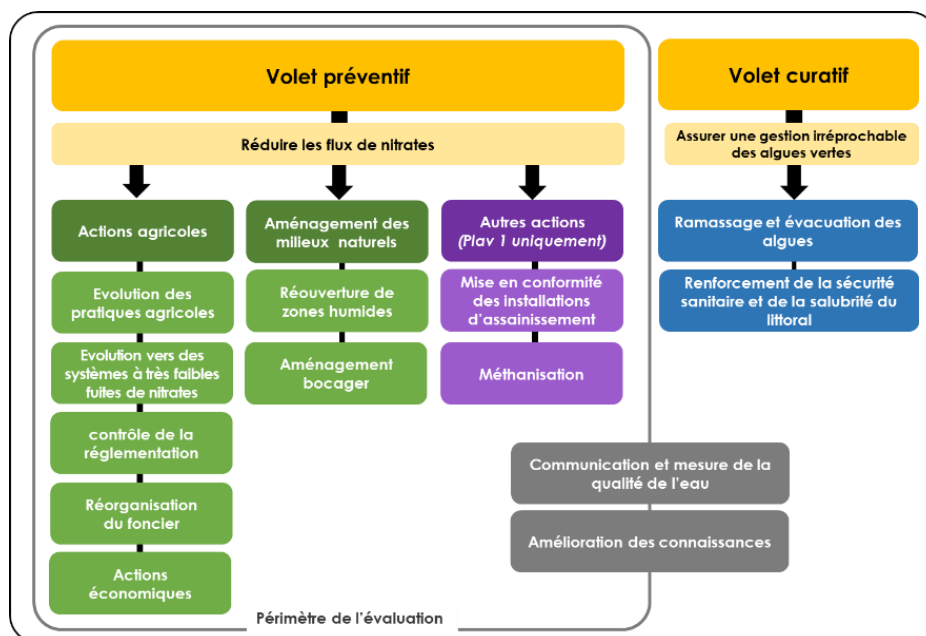 Volet préventif
Réduire les flux de nitrates
Actions agricoles
Evolution des
pratiques agricoles
Evolution vers des
systèmes à très faibles
fuites de nitrates
contrôle de la
réglementation
Réorganisation
du foncier
Actions
économiques
Aménagement des
milieux naturels
Réouverture de
zones humides
Aménagement
bocager
Autres actions
(Plav 1 uniquement)
Mise en conformité
des installations
d'assainissement
Méthanisation
Volet curatif
Assurer une gestion irréprochable
des algues vertes
Ramassage et évacuation des
algues
Renforcement de la sécurité
sanitaire et de la salubrité du
littoral
Communication et mesure de la
qualité de l'eau
Amélioration des connaissances
Périmètre de l'évaluation